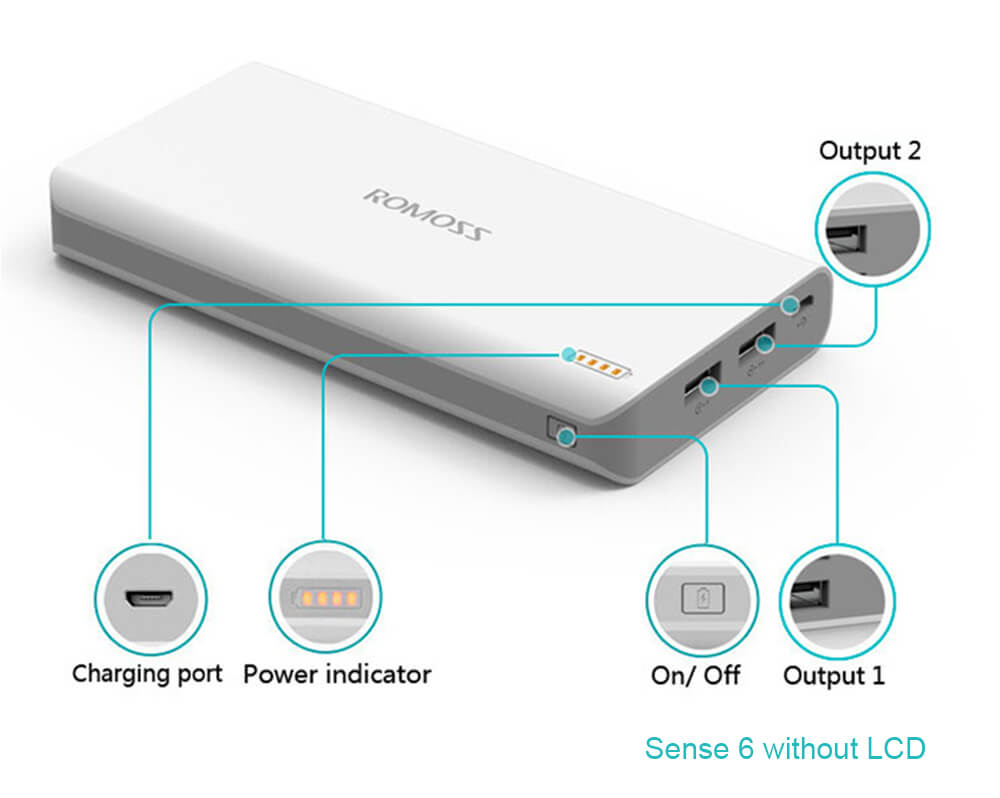 Output 2
ROMOSS
Charging port
Power indicator
On/ Off
Output 1
Sense 6 without LCD